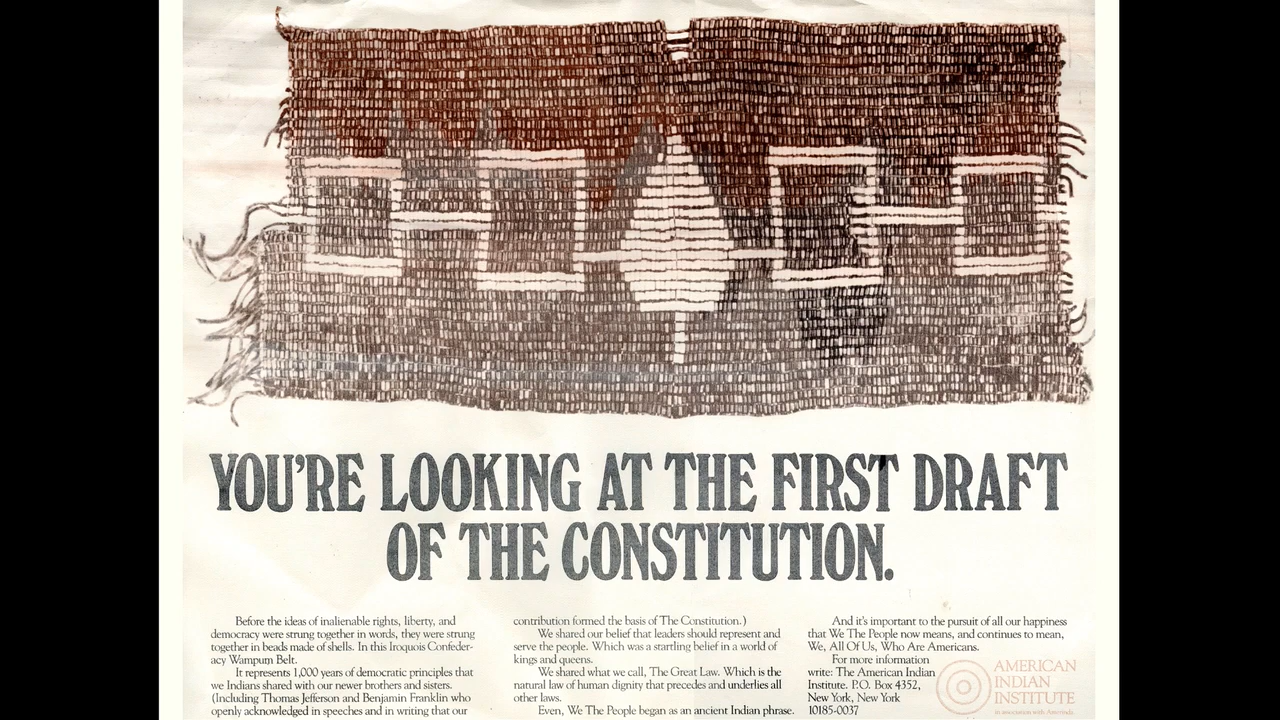 YOU'RE LOOKING AT THE FIRST DRAFT
OF THE CONSTITUTION.
Before the ideas of inalienable rights, liberty, and
democracy were strung together in words, they were strung
together in beads made of shells. In this Iroquois Confeder-
acy Wampum Belt.
It represents 1,000 years of democratic principles that
we Indians shared with our newer brothers and sisters.
(Including Thomas Jefferson and Benjamin Franklin who
openly acknowledged in speeches and in writing that our
contribution formed the basis of The Constitution.)
We shared our belief that leaders should represent and
serve the people. Which was a startling belief in a world of
kings and queens.
We shared what we call, The Great Law. Which is the
natural law of human dignity that precedes and underlies all
other laws.
Even, We The People began as an ancient Indian phrase.
And it's important to the pursuit of all our happiness
that We The People now means, and continues to mean,
We, All Of Us, Who Are Americans.
For more information
write: The American Indian
Institute. P.O. Box 4352,
New York, New York
10185-0037
AMERICAN
INDIAN
INSTITUTE
in association with Amerinda